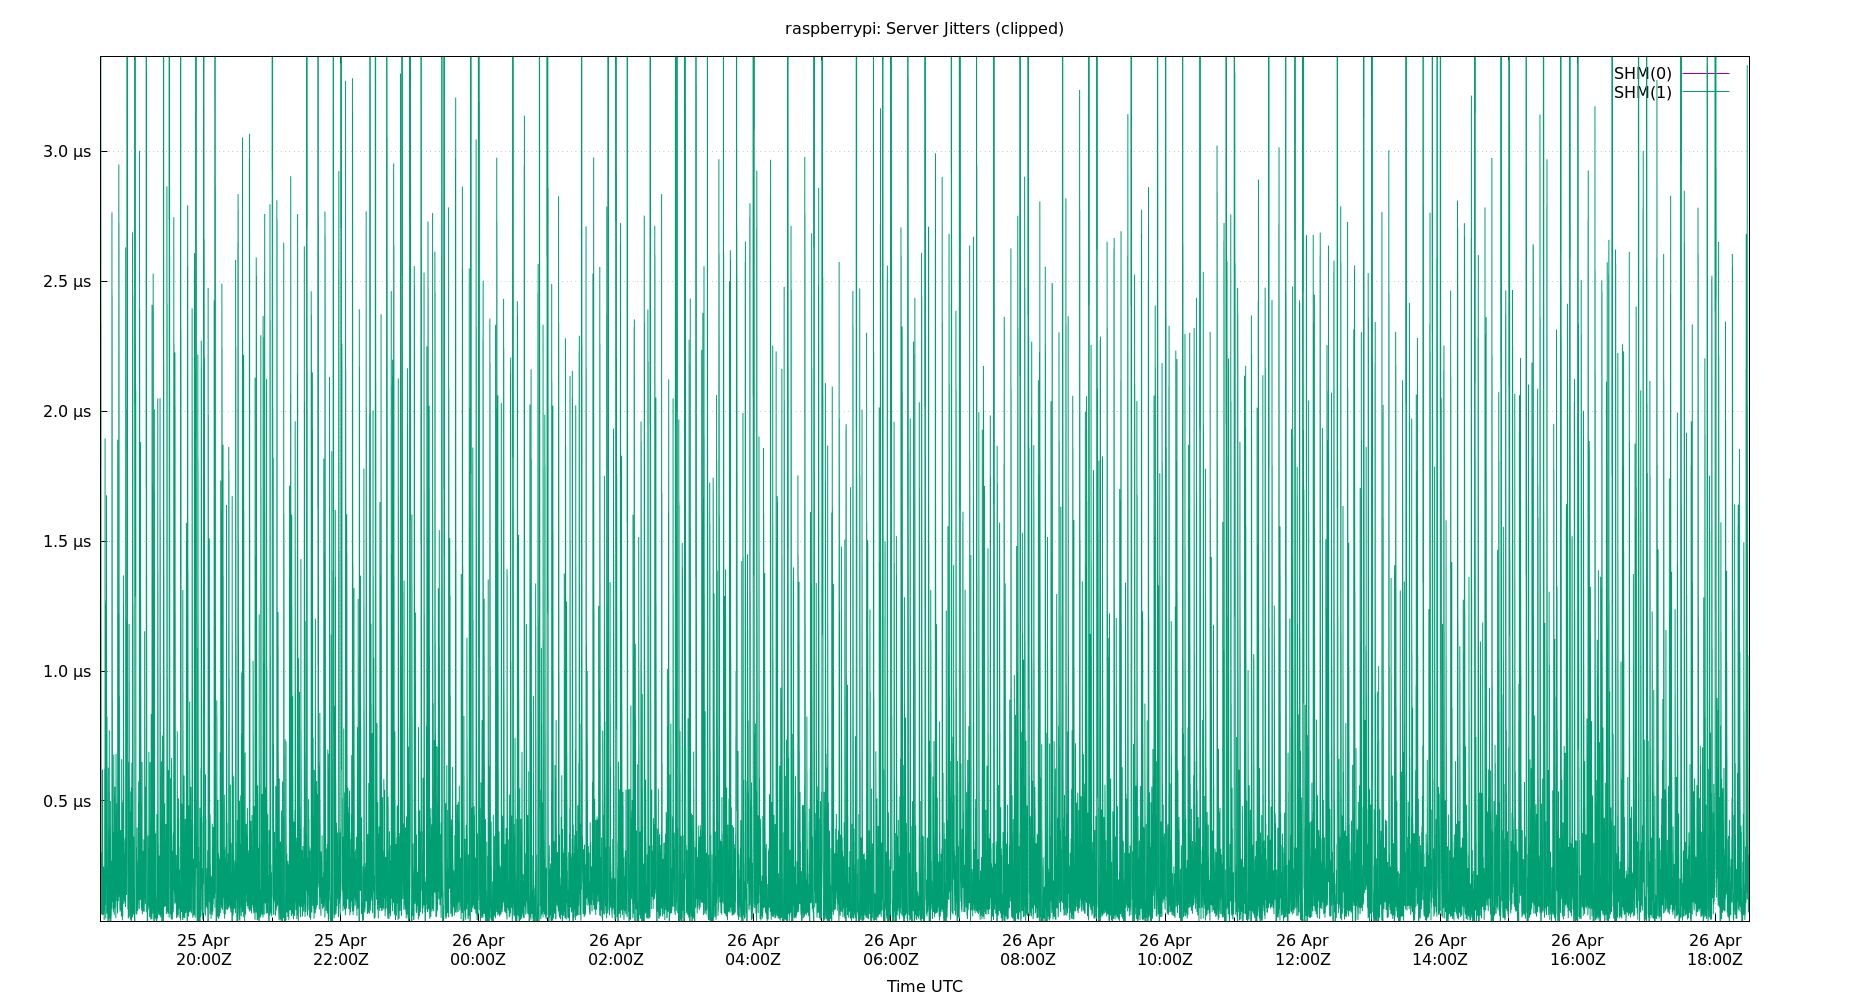 raspberrypi: Server Jitters (clipped)
SHM(0)
SHM(1)
3.0 µs
2.5 µs
2.0 µs
1.5 µs
1.0 µs
0.5 µs
25 Apr 25 Apr 26 Apr 26 Apr 26 Apr 26 Apr 26 Apr 26 Apr 26 Apr 26 Apr 26 Apr 26 Apr
20:00Z 22:00Z 00:00Z 02:00Z 04:00Z 06:00Z 08:00Z 10:00Z 12:00Z 14:00Z 16:00Z 18:00Z
Time UTC